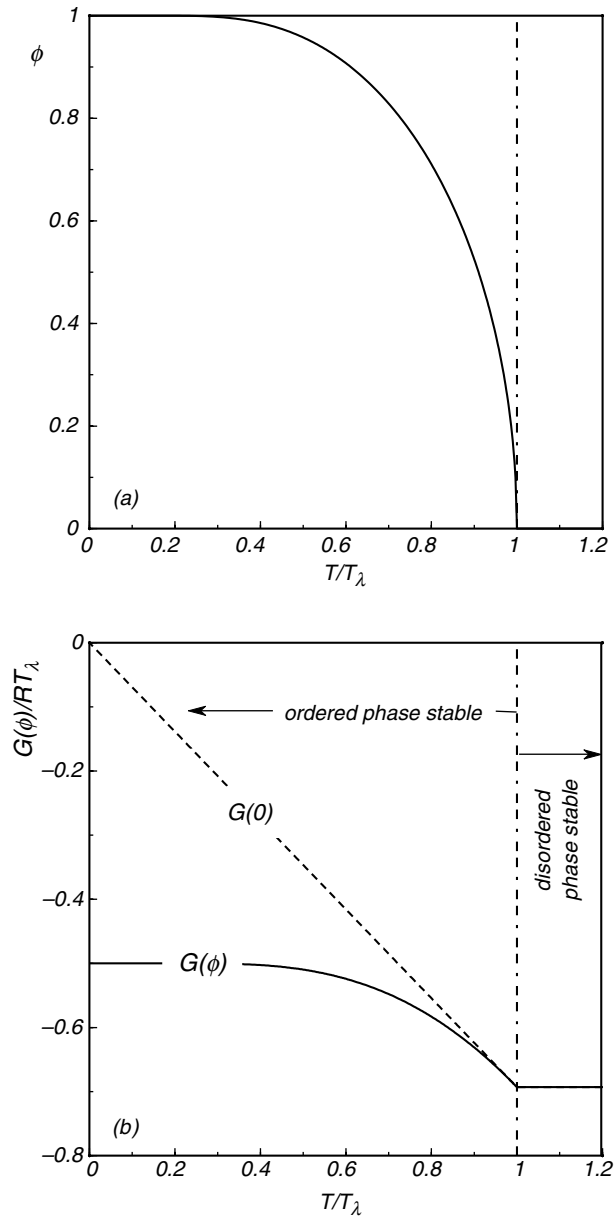 1
ϕ
0.8
0.6
0.4
0.2
(a)
0
0 0.2 0.4 0.6 0.8 1 1.2
T/Tλ
0
G(ϕ)/RTλ
ordered phase stable
−0.2
disordered
phase stable
G(0)
−0.4
G(ϕ)
−0.6
(b)
−0.8
0 0.2 0.4 0.6 0.8 1 1.2
T/Tλ